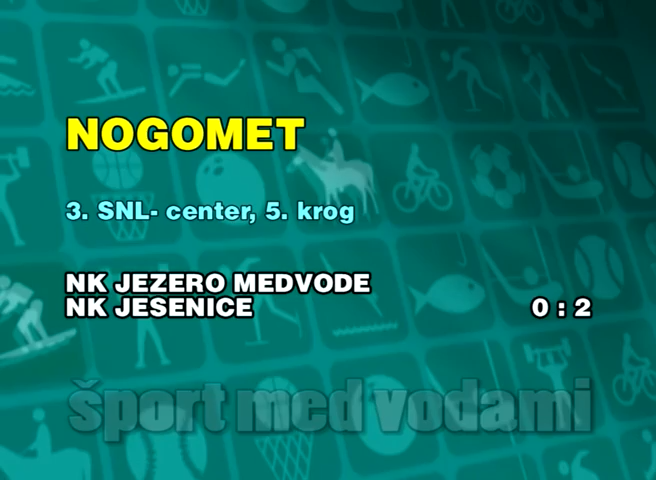 NOGOMET
3. SNL- center, 5. krog
NK JEZERO MEDVODE
NK JESENICE 0 : 2
šport med vodami